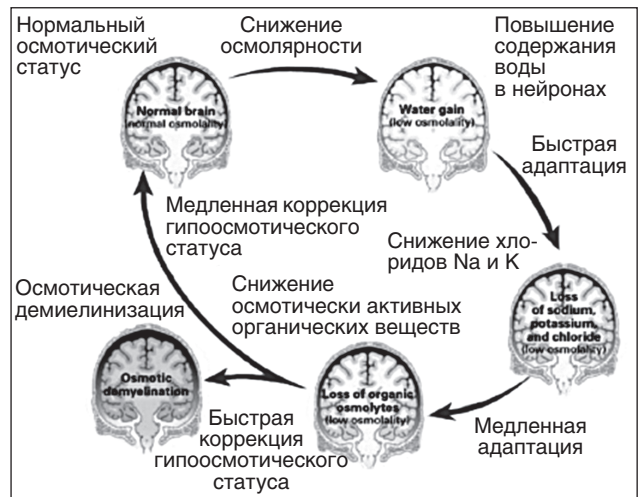 Нормальный
осмотический
статус
Снижение
осмолярности
Повышение
содержания
воды
в нейронах
Normal brain
(normal osmolality)
Water gain
(low osmolality)
Быстрая
адаптация
Медленная коррекция
гипоосмотического
статуса
Снижение хло-
ридов Na и K
Осмотическая
демиелинизация
Снижение
осмотически активных
органических веществ
Loss
of sodium,
potassium,
and chloride
(low osmolality)
Osmotic
demyelination
Loss of organic
osmolytes
(low osmolality)
Быстрая
коррекция
гипоосмотического
статуса
Медленная
адаптация